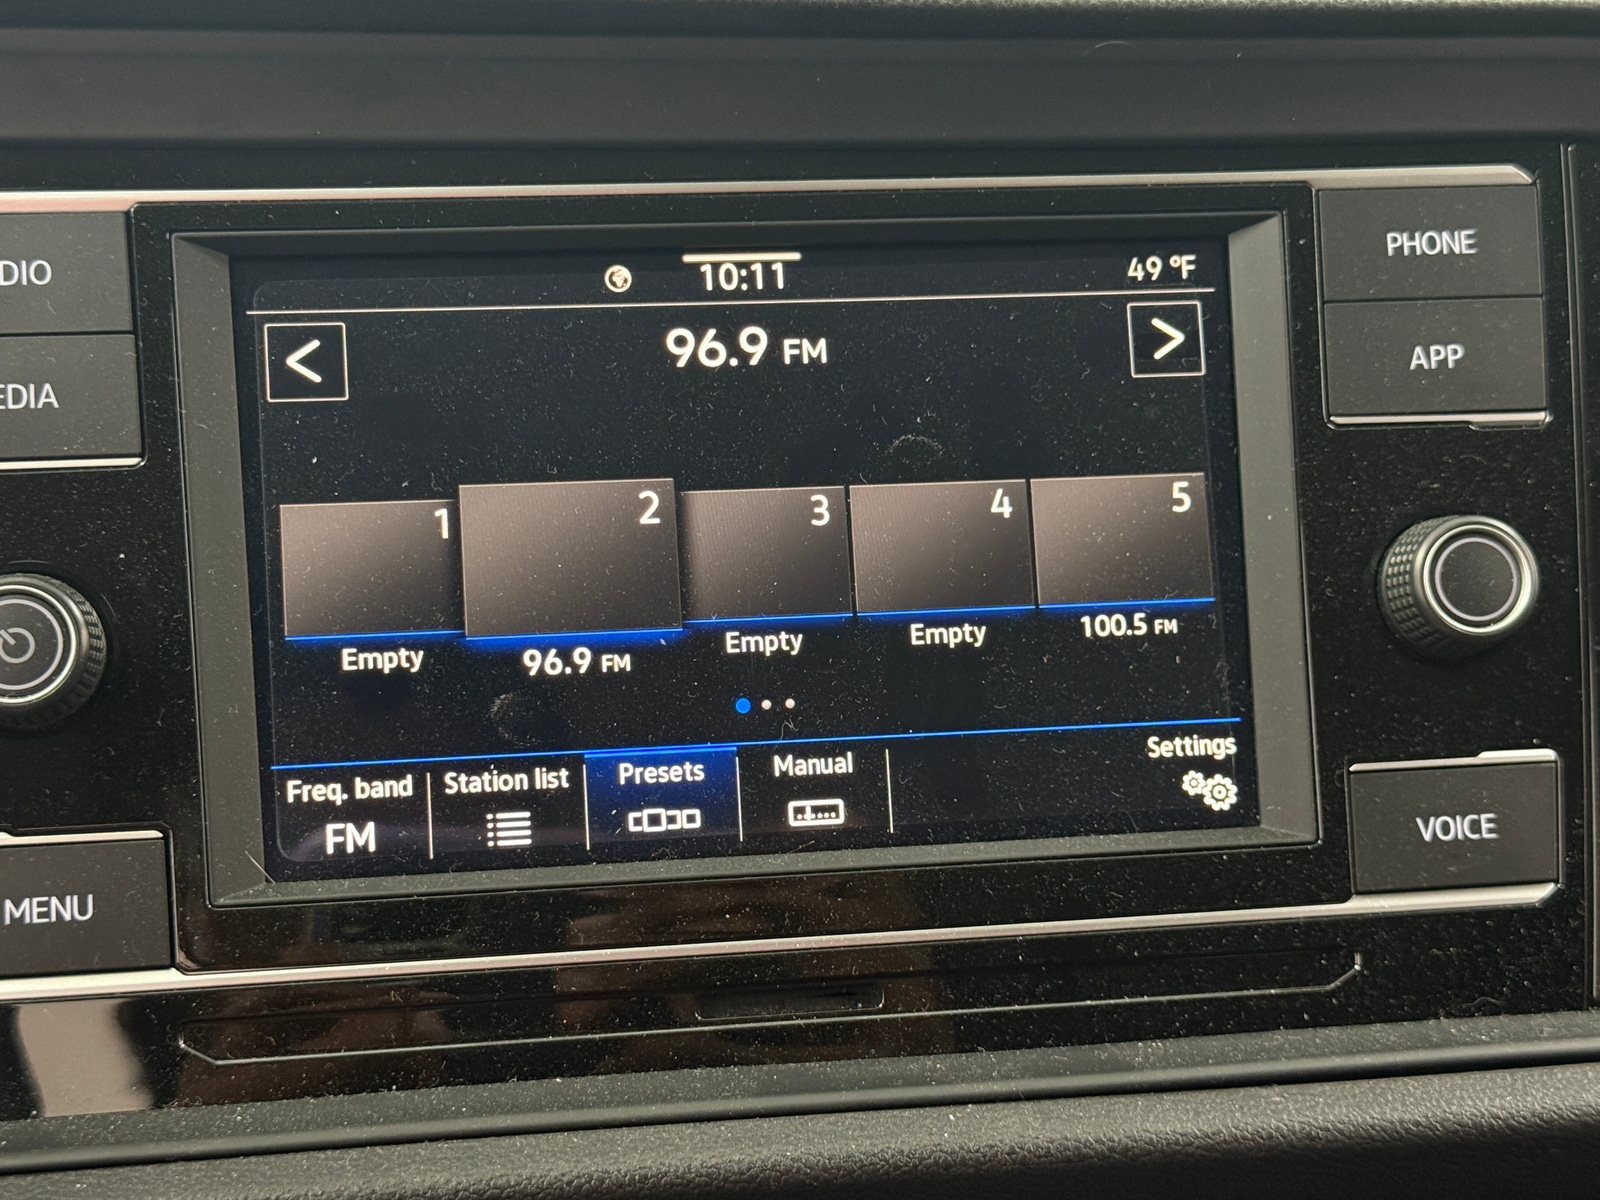 10:11
49 °F
<
96.9 FM
>
1
2
3
4
5
Empty
96.9 FM
Empty
Empty
100.5 FM
Freq. band
FM
Station list
Presets
Manual
Settings
DIO
EDIA
MENU
PHONE
APP
VOICE